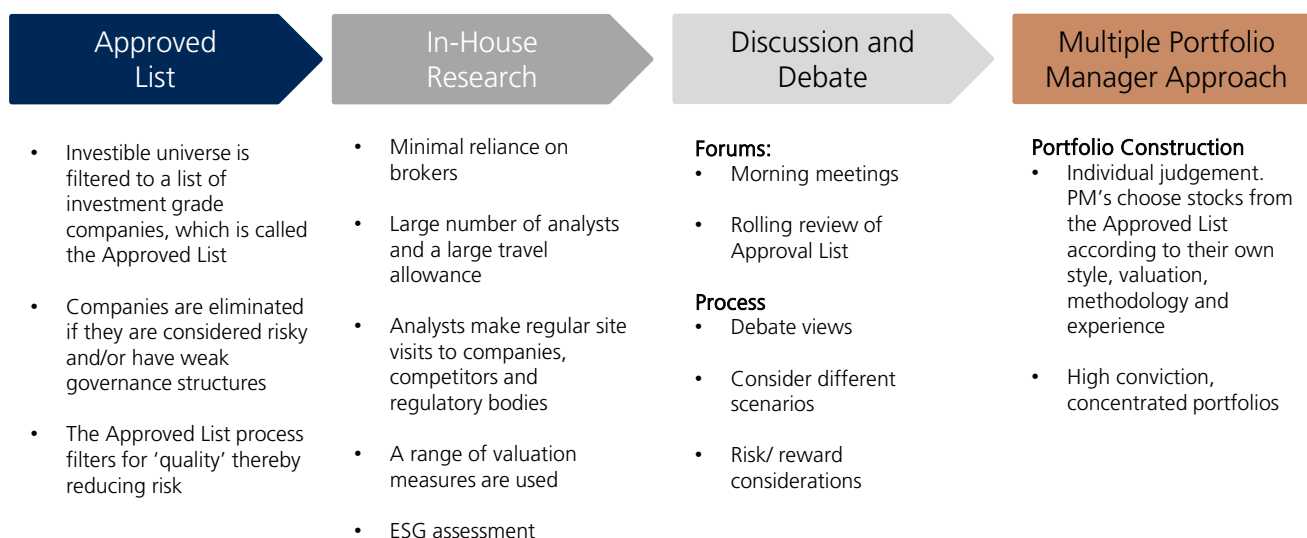 Approved
List
• Investible universe is
filtered to a list of
investment grade
companies, which is called
the Approved List
• Companies are eliminated
if they are considered risky
and/or have weak
governance structures
• The Approved List process
filters for ‘quality’ thereby
reducing risk
In-House
Research
• Minimal reliance on
brokers
• Large number of analysts
and a large travel
allowance
• Analysts make regular site
visits to companies,
competitors and
regulatory bodies
• A range of valuation
measures are used
• ESG assessment
Discussion and
Debate
Forums:
• Morning meetings
• Rolling review of
Approval List
Process
• Debate views
• Consider different
scenarios
• Risk/ reward
considerations
Multiple Portfolio
Manager Approach
Portfolio Construction
• Individual judgement.
PM’s choose stocks from
the Approved List
according to their own
style, valuation,
methodology and
experience
• High conviction,
concentrated portfolios